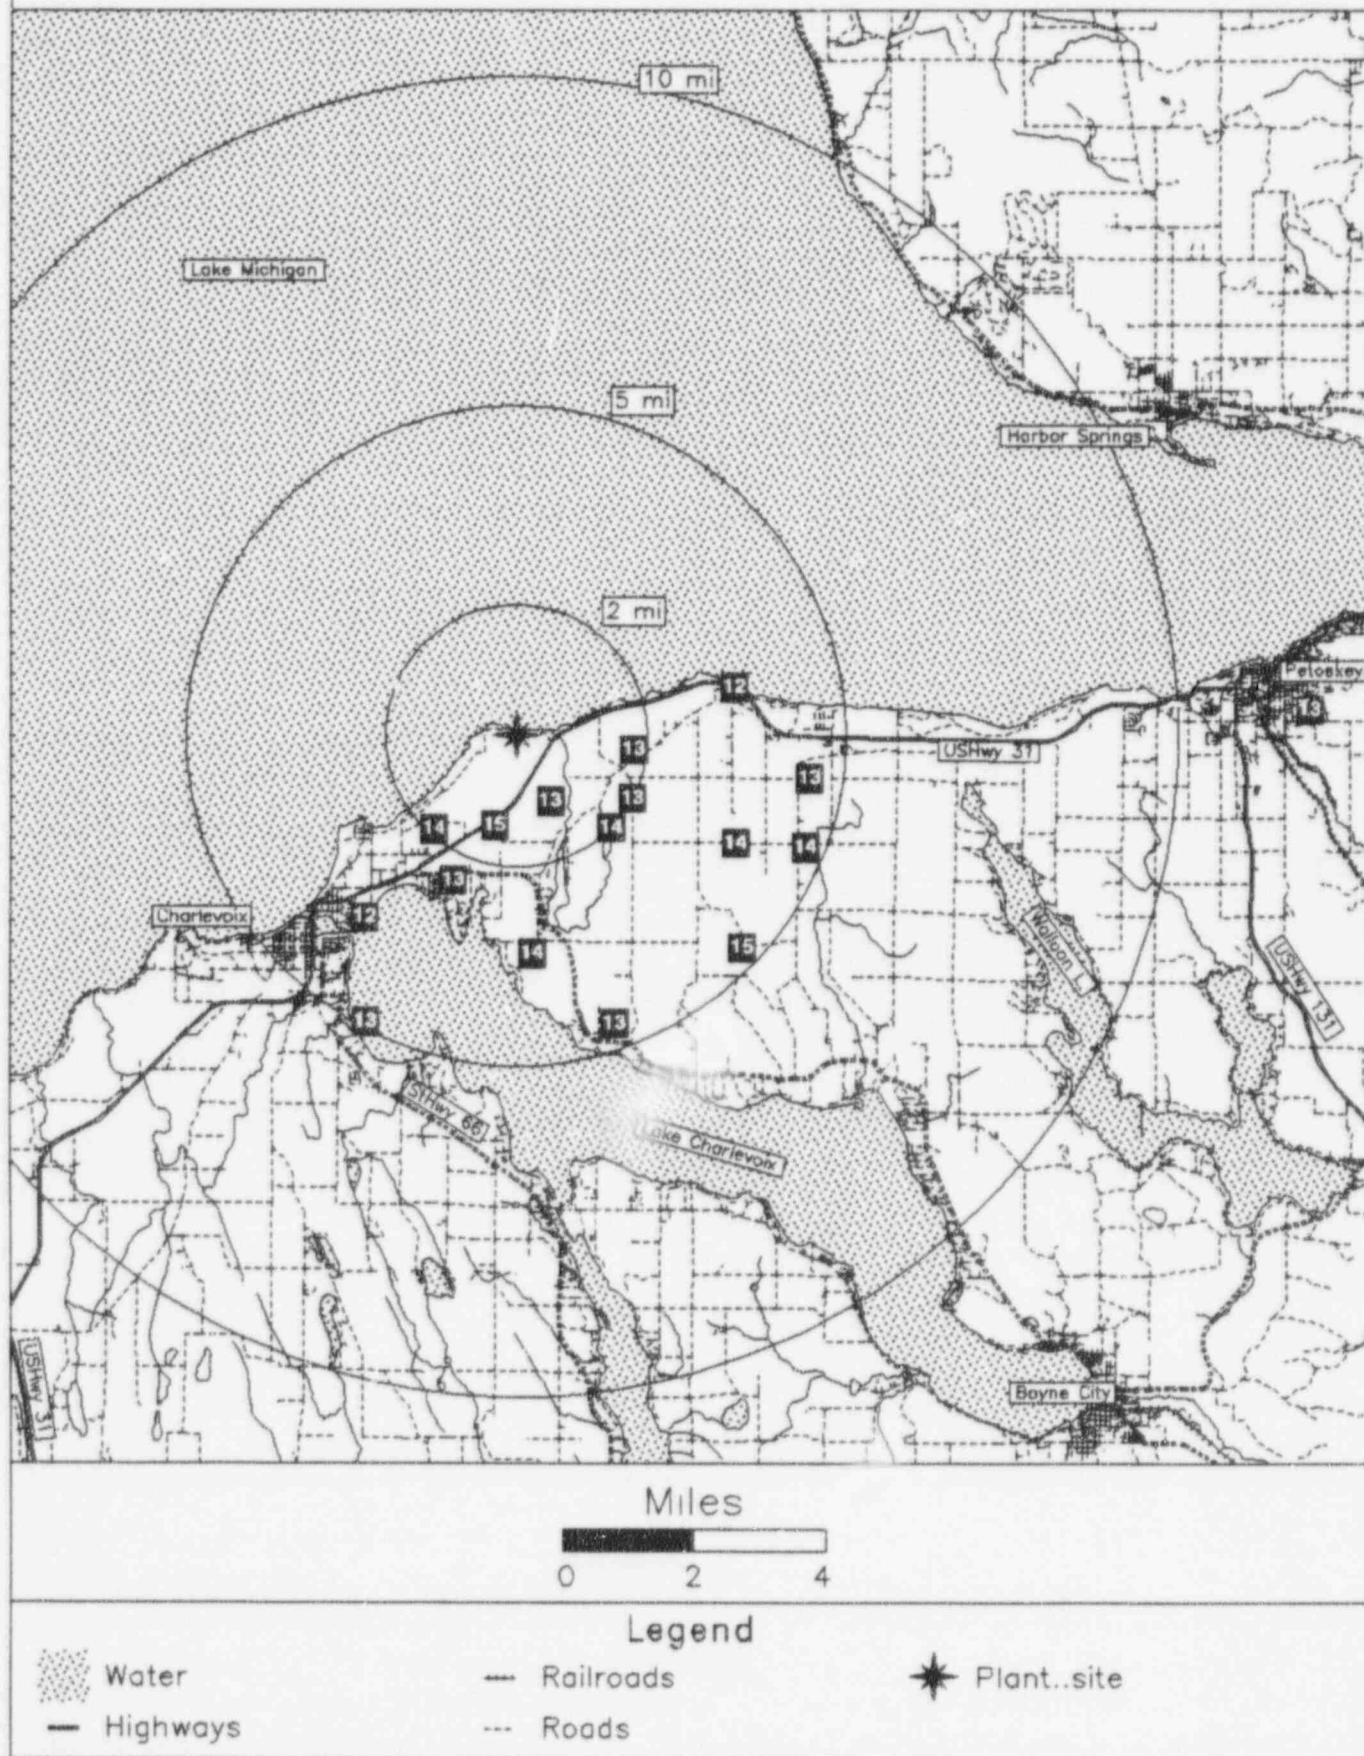 10 mi
Lake Michigan
5 mi
Harbor Springs
2 mi
Petoskey
12
13
13
USHwy 31
13
13
13
14
15
14
14
14
13
Charlevoix
12
14
15
Walloon L
USHwy 131
13
13
StHwy 66
Lake Charlevoix
USHwy 31
Boyne City
Miles
0 2 4
Legend
Water
Railroads
Plant..site
Highways
Roads